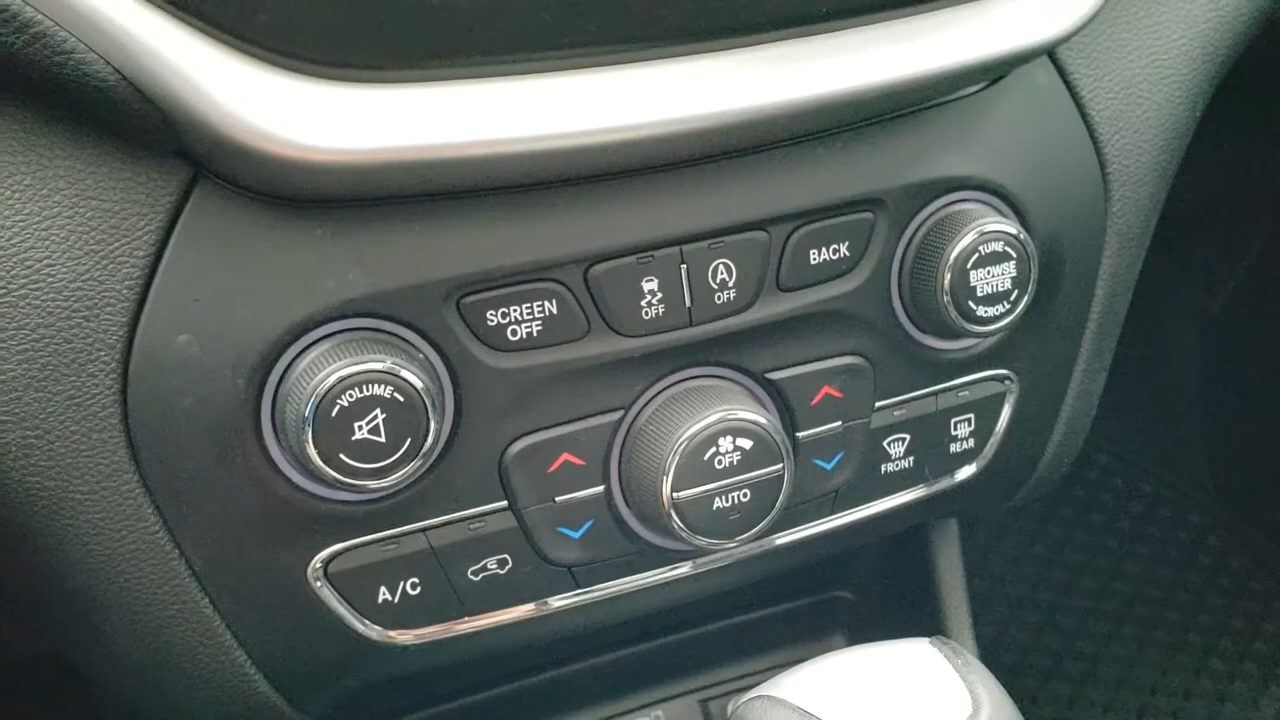 SCREEN
OFF
OFF
A
OFF
BACK
TUNE
BROWSE
ENTER
SCROLL
VOLUME
OFF
AUTO
FRONT
REAR
A/C